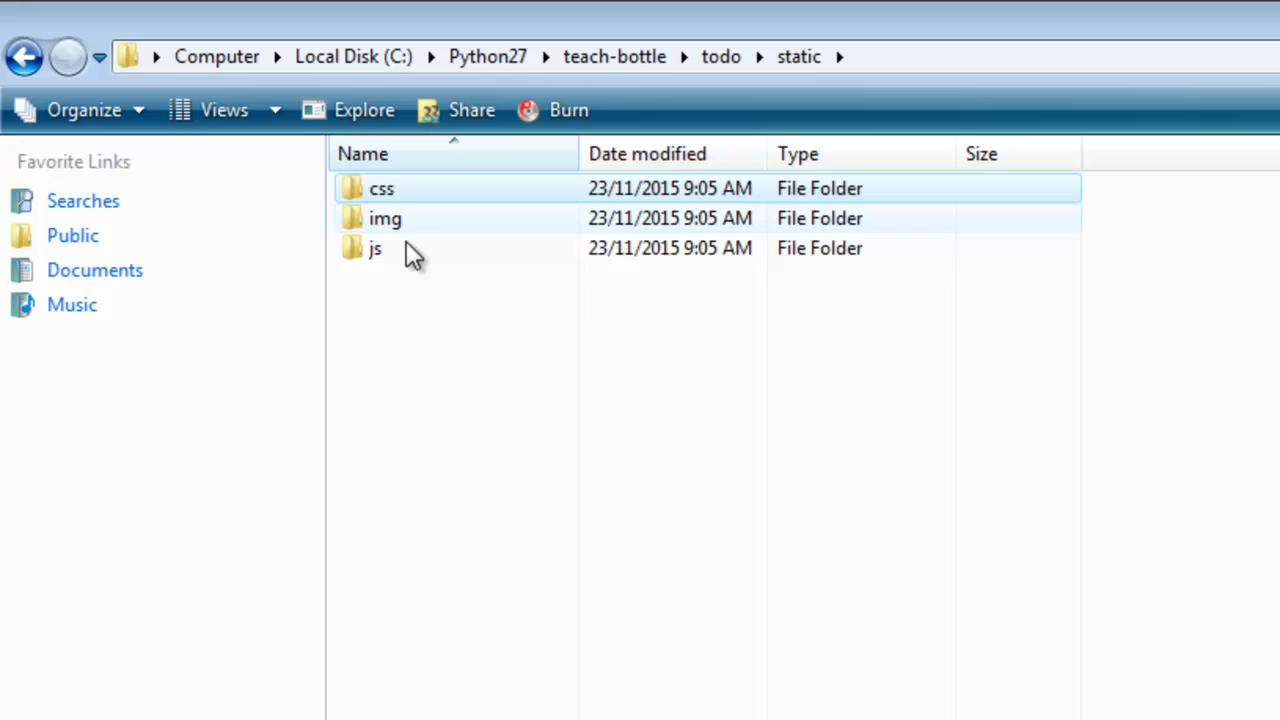 Computer Local Disk (C:) Python27 teach-bottle todo static
Organize Views Explore Share Burn
Favorite Links
Searches
Public
Documents
Music
Name Date modified Type Size
css 23/11/2015 9:05 AM File Folder
img 23/11/2015 9:05 AM File Folder
js 23/11/2015 9:05 AM File Folder